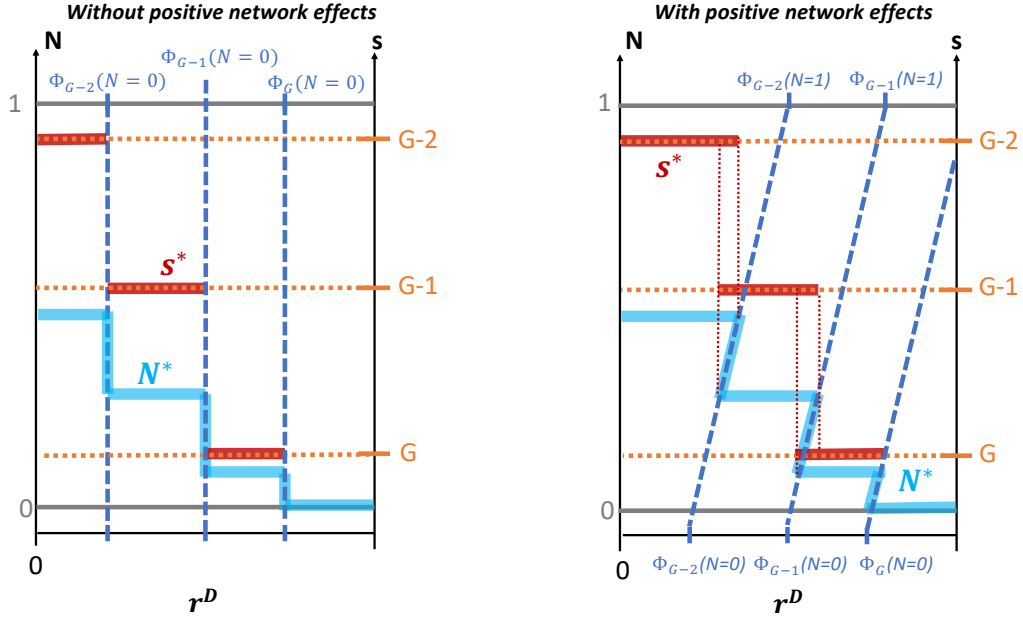 Without positive network effects
N
s
Φ_{G-1}(N = 0)
Φ_{G-2}(N = 0)
Φ_G(N = 0)
1
G-2
s*
G-1
N*
G
0
0
r^D
With positive network effects
N
s
Φ_{G-2}(N=1)
Φ_{G-1}(N=1)
1
G-2
s*
G-1
G
N*
0
0
Φ_{G-2}(N=0)
Φ_{G-1}(N=0)
Φ_G(N=0)
r^D